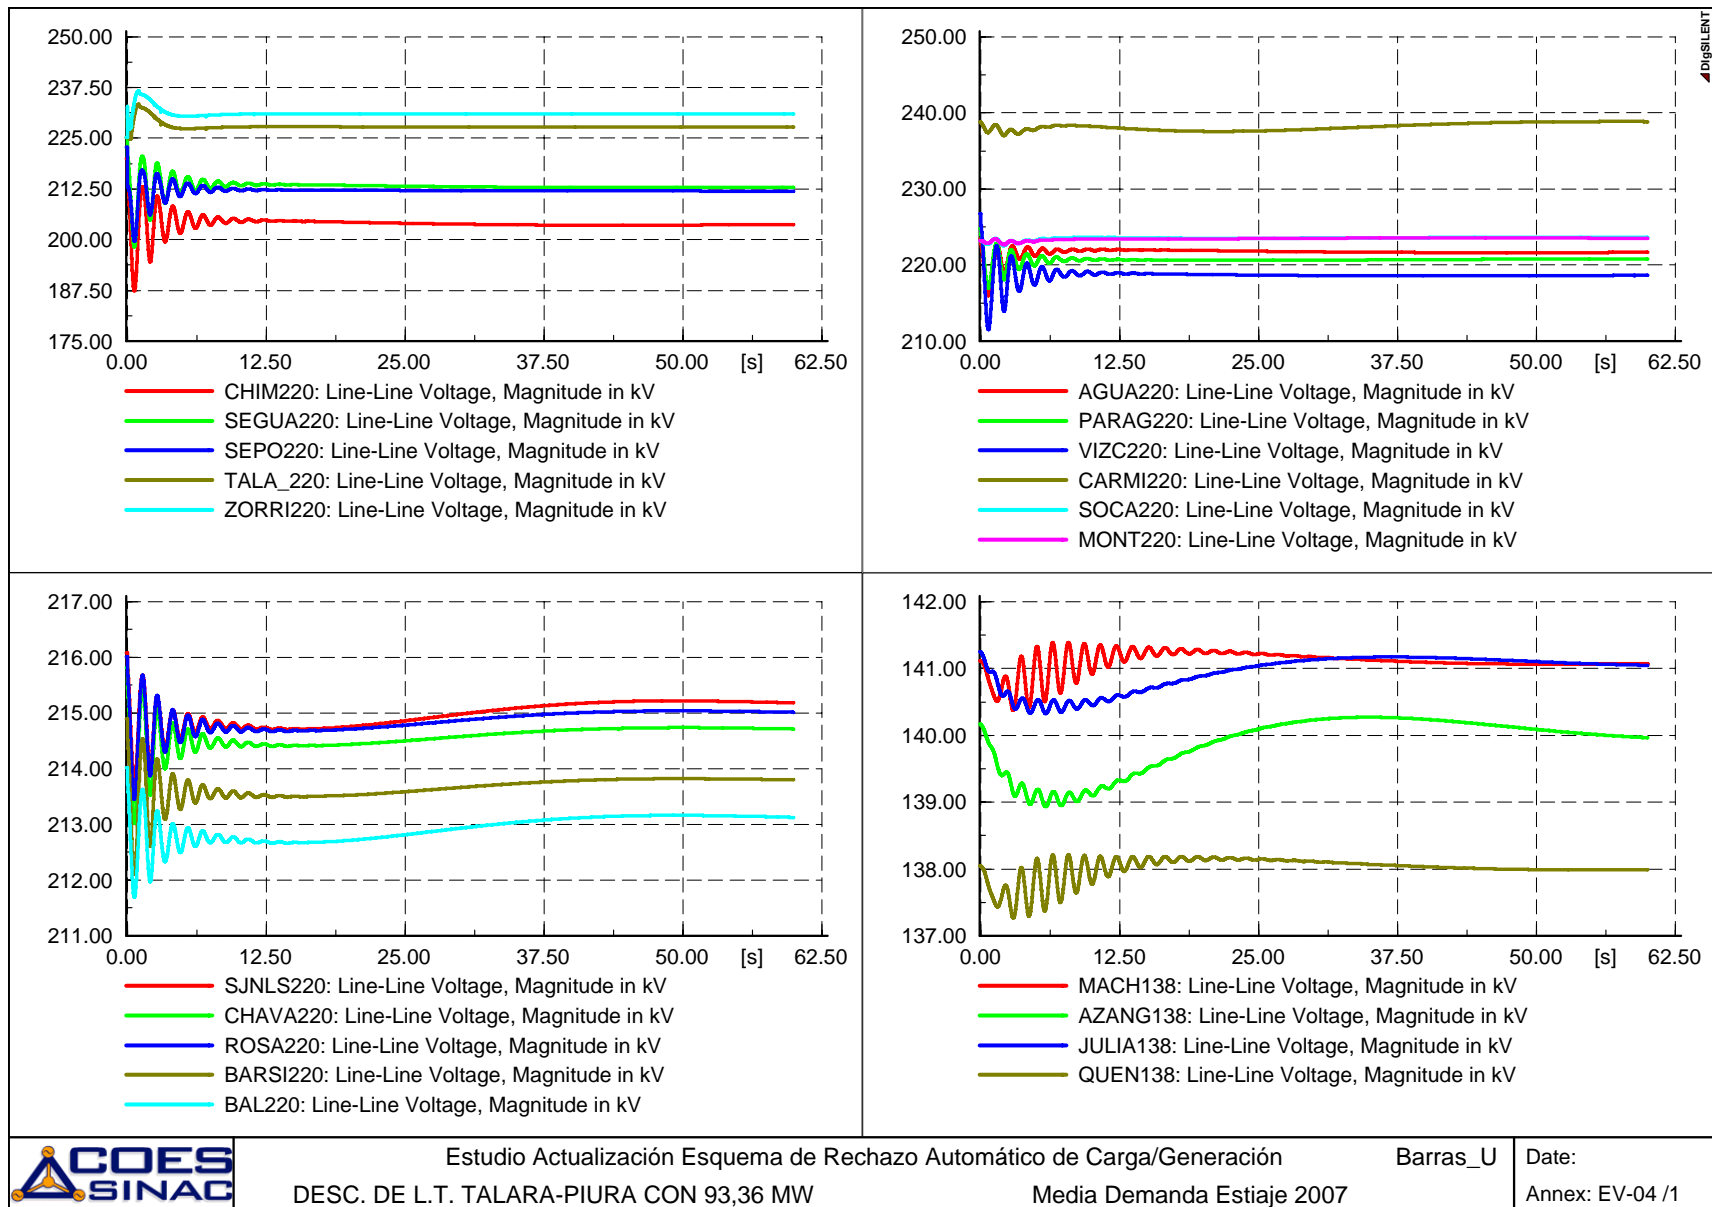 DIgSILENT
250.00
237.50
225.00
212.50
200.00
187.50
175.00
0.00 12.50 25.00 37.50 50.00 [s] 62.50
CHIM220: Line-Line Voltage, Magnitude in kV
SEGUA220: Line-Line Voltage, Magnitude in kV
SEPO220: Line-Line Voltage, Magnitude in kV
TALA_220: Line-Line Voltage, Magnitude in kV
ZORRI220: Line-Line Voltage, Magnitude in kV
250.00
240.00
230.00
220.00
210.00
0.00 12.50 25.00 37.50 50.00 [s] 62.50
AGUA220: Line-Line Voltage, Magnitude in kV
PARAG220: Line-Line Voltage, Magnitude in kV
VIZC220: Line-Line Voltage, Magnitude in kV
CARMI220: Line-Line Voltage, Magnitude in kV
SOCA220: Line-Line Voltage, Magnitude in kV
MONT220: Line-Line Voltage, Magnitude in kV
217.00
216.00
215.00
214.00
213.00
212.00
211.00
0.00 12.50 25.00 37.50 50.00 [s] 62.50
SJNLS220: Line-Line Voltage, Magnitude in kV
CHAVA220: Line-Line Voltage, Magnitude in kV
ROSA220: Line-Line Voltage, Magnitude in kV
BARSI220: Line-Line Voltage, Magnitude in kV
BAL220: Line-Line Voltage, Magnitude in kV
142.00
141.00
140.00
139.00
138.00
137.00
0.00 12.50 25.00 37.50 50.00 [s] 62.50
MACH138: Line-Line Voltage, Magnitude in kV
AZANG138: Line-Line Voltage, Magnitude in kV
JULIA138: Line-Line Voltage, Magnitude in kV
QUEN138: Line-Line Voltage, Magnitude in kV
COES
SINAC
Estudio Actualización Esquema de Rechazo Automático de Carga/Generación Barras_U
DESC. DE L.T. TALARA-PIURA CON 93,36 MW Media Demanda Estiaje 2007
Date:
Annex: EV-04 /1